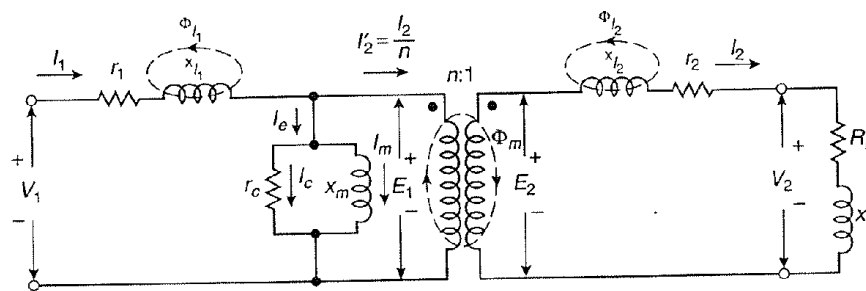 Φl1
Φl2
I1
r1
xl1
I'2 = I2/n
n:1
xl2
r2
I2
Ie
+
V1
−
rc
Ic
xm
Im
+
E1
−
Φm
+
E2
−
+
V2
−
R
x